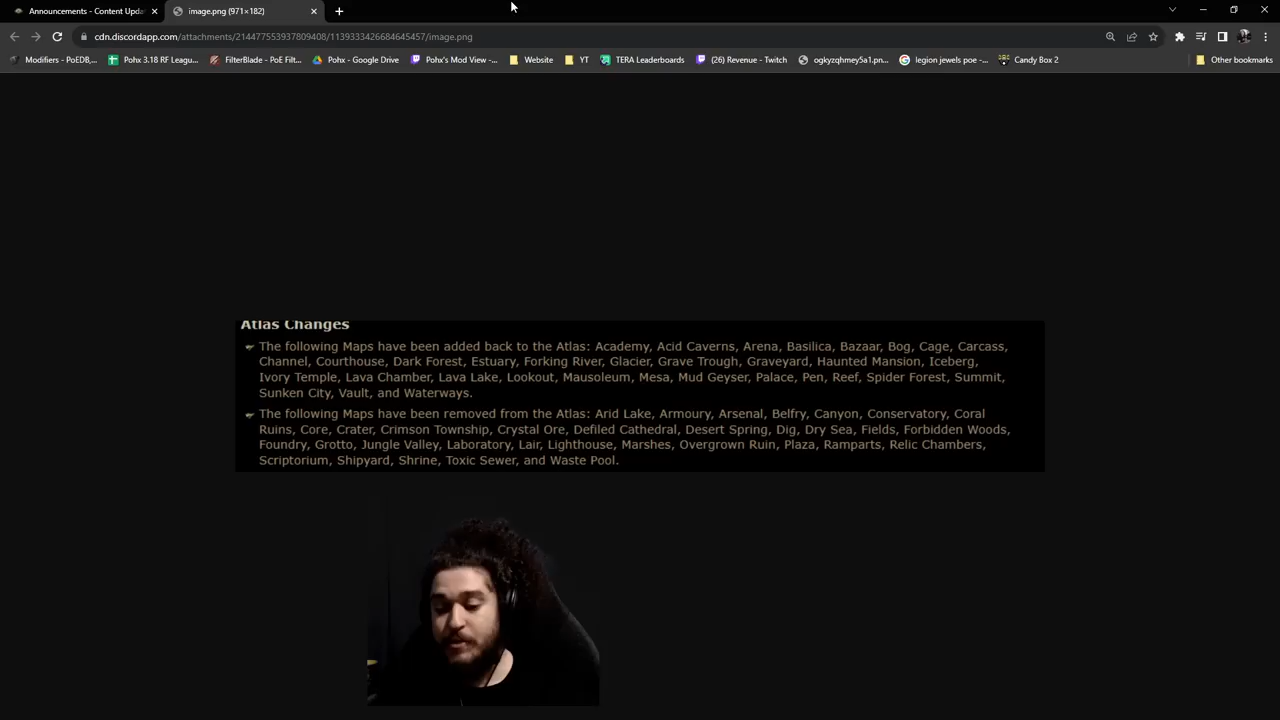 Announcements - Content Upda
image.png (971×182)
cdn.discordapp.com/attachments/214477553937809408/1139333426684645457/image.png
Modifiers - PoEDB,...
Pohx 3.18 RF Leagu...
FilterBlade - PoE Filt...
Pohx - Google Drive
Pohx's Mod View -...
Website
YT
TERA Leaderboards
(26) Revenue - Twitch
ogkyzqhmey5a1.pn...
legion jewels poe -...
Candy Box 2
Other bookmarks
Atlas Changes
The following Maps have been added back to the Atlas: Academy, Acid Caverns, Arena, Basilica, Bazaar, Bog, Cage, Carcass,
Channel, Courthouse, Dark Forest, Estuary, Forking River, Glacier, Grave Trough, Graveyard, Haunted Mansion, Iceberg,
Ivory Temple, Lava Chamber, Lava Lake, Lookout, Mausoleum, Mesa, Mud Geyser, Palace, Pen, Reef, Spider Forest, Summit,
Sunken City, Vault, and Waterways.
The following Maps have been removed from the Atlas: Arid Lake, Armoury, Arsenal, Belfry, Canyon, Conservatory, Coral
Ruins, Core, Crater, Crimson Township, Crystal Ore, Defiled Cathedral, Desert Spring, Dig, Dry Sea, Fields, Forbidden Woods,
Foundry, Grotto, Jungle Valley, Laboratory, Lair, Lighthouse, Marshes, Overgrown Ruin, Plaza, Ramparts, Relic Chambers,
Scriptorium, Shipyard, Shrine, Toxic Sewer, and Waste Pool.